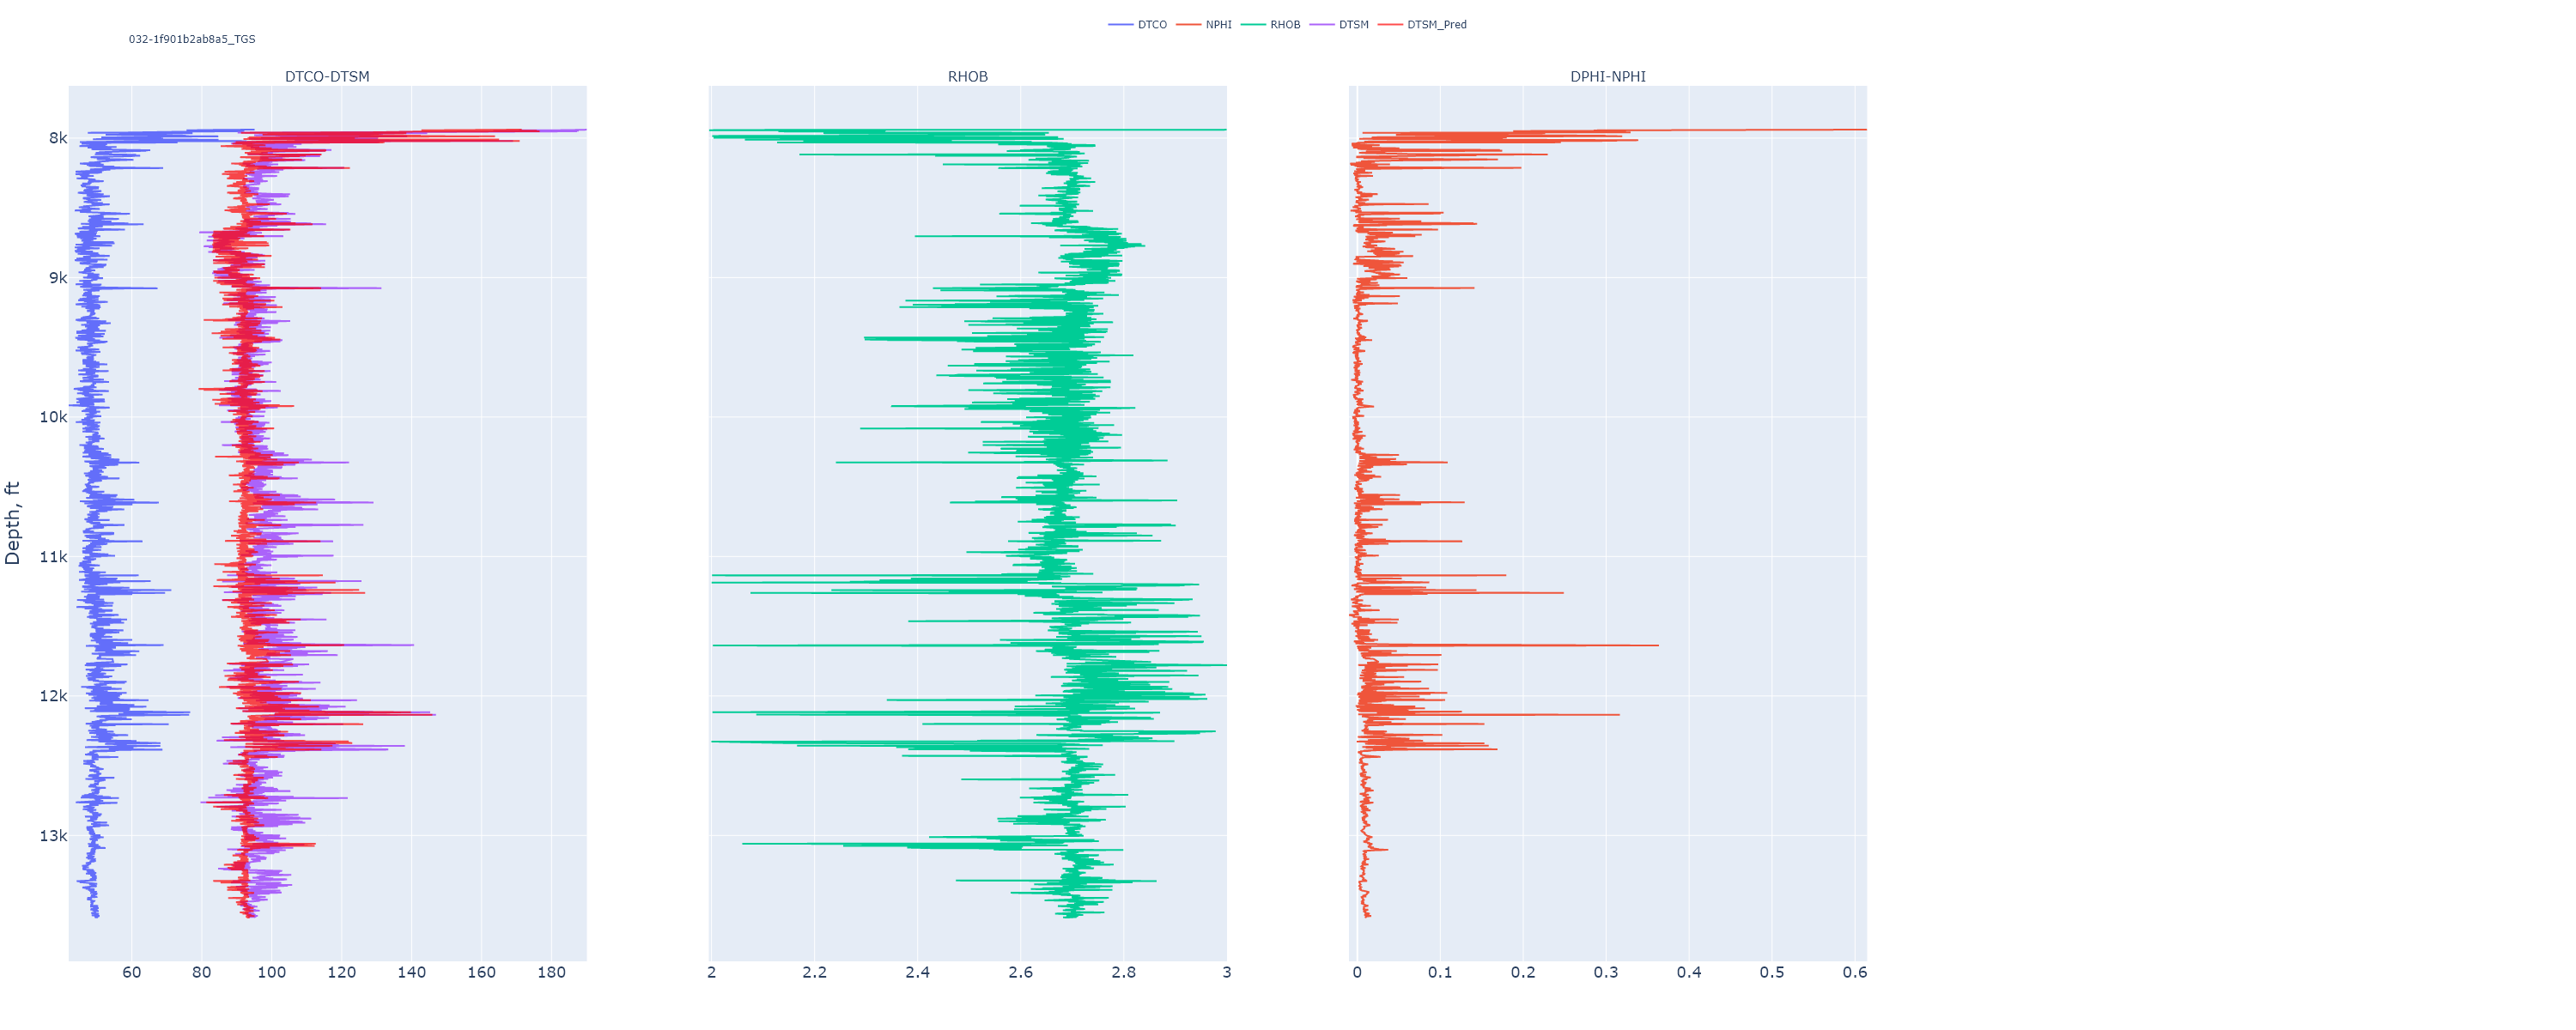 DTCO NPHI RHOB DTSM DTSM_Pred
032-1f901b2ab8a5_TGS
DTCO-DTSM RHOB DPHI-NPHI
Depth, ft
8k
9k
10k
11k
12k
13k
60 80 100 120 140 160 180
2 2.2 2.4 2.6 2.8 3
0 0.1 0.2 0.3 0.4 0.5 0.6